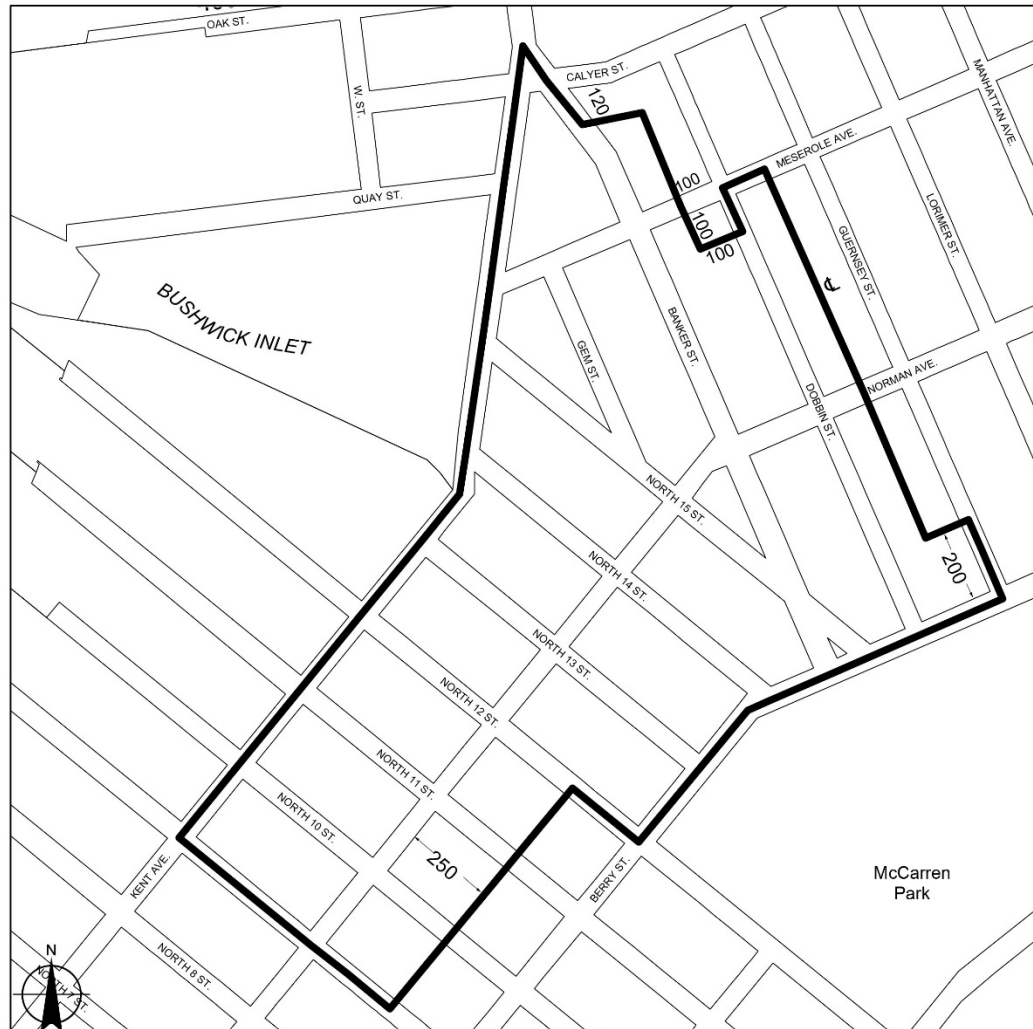 OAK ST.
CALYER ST.
MANHATTAN AVE.
W. ST.
120
MESEROLE AVE.
QUAY ST.
100
100
100
LORIMER ST.
GUERNSEY ST.
℄
BUSHWICK INLET
BANKER ST.
GEM ST.
NORMAN AVE.
DOBBIN ST.
NORTH 15 ST.
NORTH 14 ST.
200
NORTH 13 ST.
NORTH 12 ST.
NORTH 11 ST.
NORTH 10 ST.
250
KENT AVE.
BERRY ST.
McCarren
Park
N
NORTH 8 ST.
NORTH 7 ST.